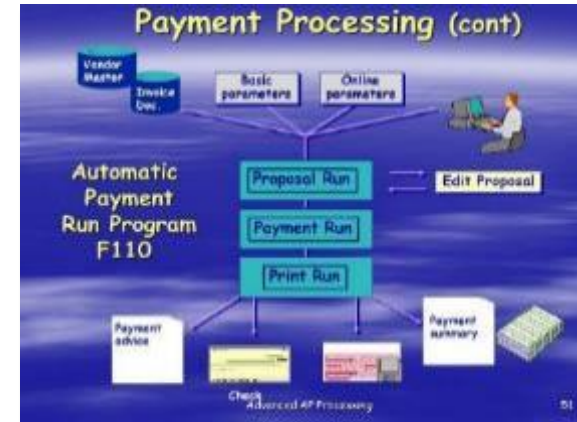 Payment Processing (cont)
Vendor
Master
Invoice
Doc.
Basic
parameters
Online
parameters
Automatic
Payment
Run Program
F110
Proposal Run
Edit Proposal
Payment Run
Print Run
Payment
advice
Payment
summary
Check
Advanced AP Processing
51